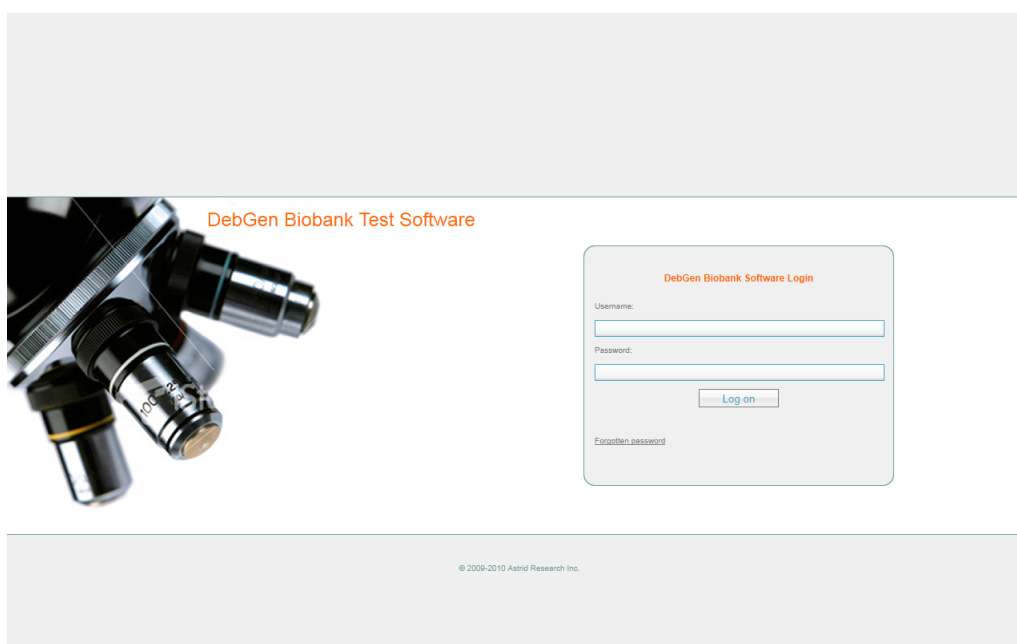 DebGen Biobank Test Software
DebGen Biobank Software Login
Username:
Password:
Log on
Forgotten password
100
© 2009-2010 Astrid Research Inc.